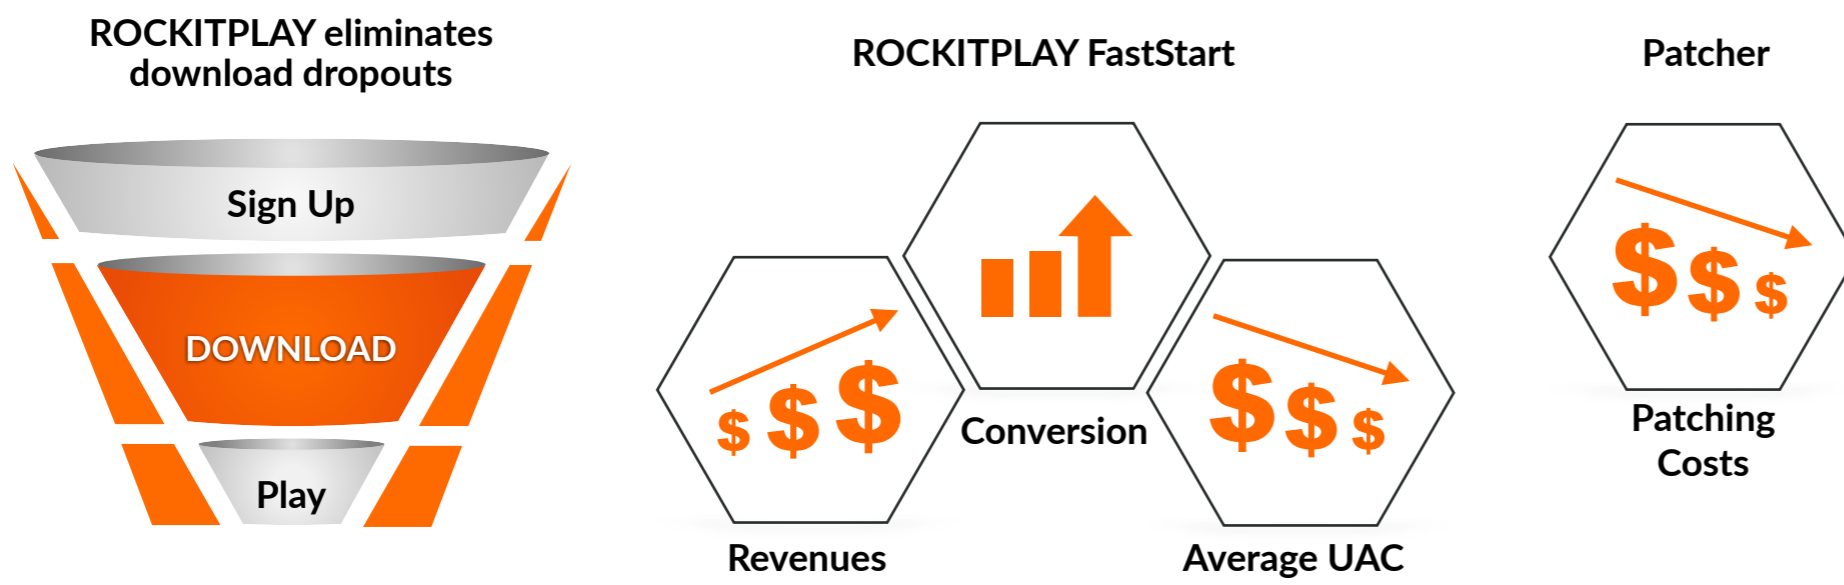 ROCKITPLAY eliminates
download dropouts
Sign Up
DOWNLOAD
Play
ROCKITPLAY FastStart
$ $ $
Revenues
Conversion
$ $ $
Average UAC
Patcher
$ $ $
Patching
Costs